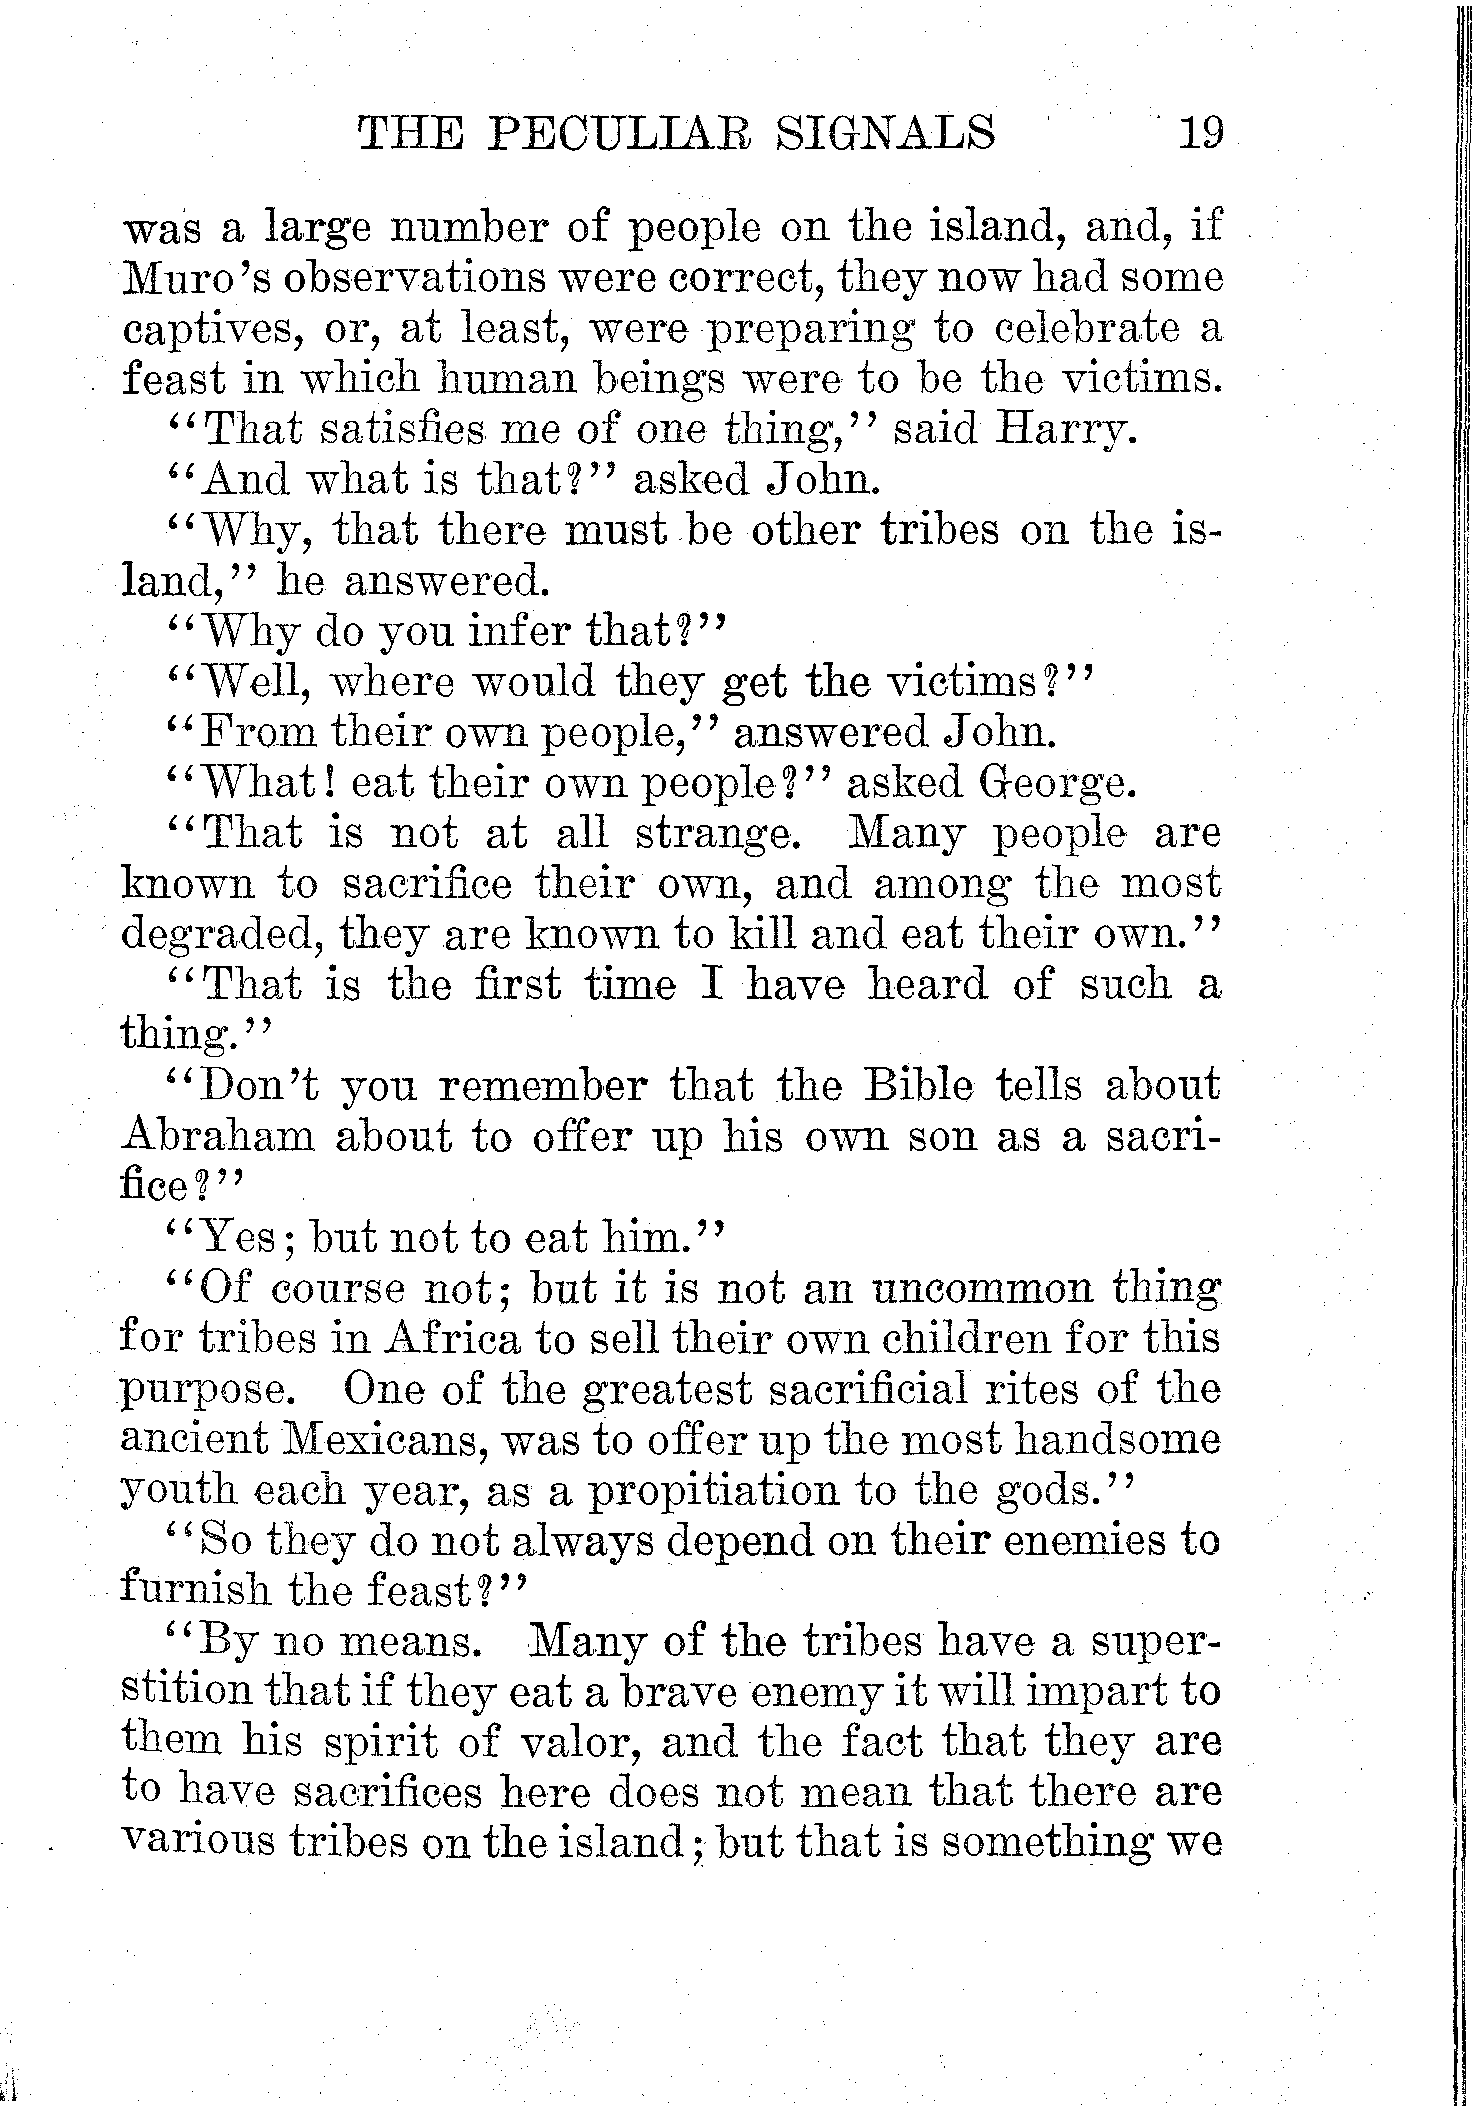 THE PECULIAR SIGNALS 19
was a large number of people on the island, and, if
Muro's observations were correct, they now had some
captives, or, at least, were preparing to celebrate a
feast in which human beings were to be the victims.
"That satisfies me of one thing," said Harry.
"And what is that?" asked John.
"Why, that there must be other tribes on the is-
land," he answered.
"Why do you infer that?"
"Well, where would they get the victims?"
"From their own people," answered John.
"What! eat their own people?" asked George.
"That is not at all strange. Many people are
known to sacrifice their own, and among the most
degraded, they are known to kill and eat their own."
"That is the first time I have heard of such a
thing."
"Don't you remember that the Bible tells about
Abraham about to offer up his own son as a sacri-
fice?"
"Yes; but not to eat him."
"Of course not; but it is not an uncommon thing
for tribes in Africa to sell their own children for this
purpose. One of the greatest sacrificial rites of the
ancient Mexicans, was to offer up the most handsome
youth each year, as a propitiation to the gods."
"So they do not always depend on their enemies to
furnish the feast?"
"By no means. Many of the tribes have a super-
stition that if they eat a brave enemy it will impart to
them his spirit of valor, and the fact that they are
to have sacrifices here does not mean that there are
various tribes on the island; but that is something we